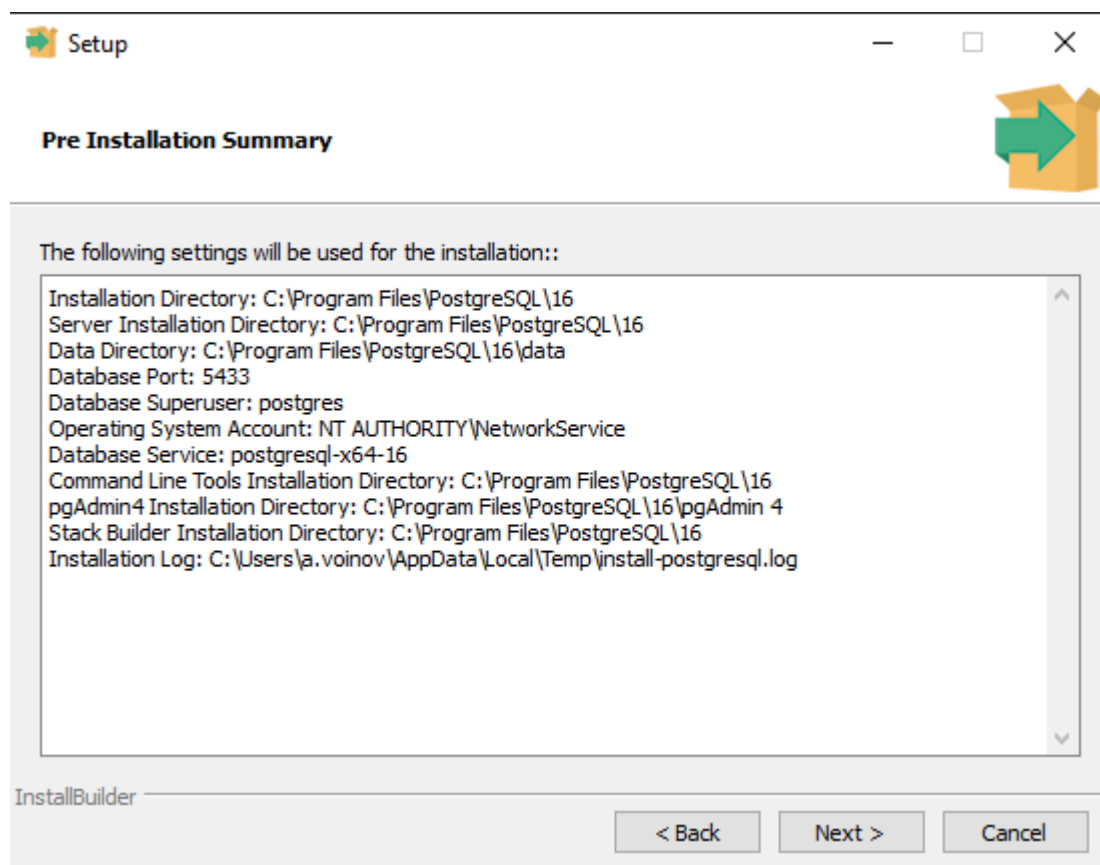 Setup
Pre Installation Summary
The following settings will be used for the installation::
Installation Directory: C:\Program Files\PostgreSQL\16
Server Installation Directory: C:\Program Files\PostgreSQL\16
Data Directory: C:\Program Files\PostgreSQL\16\data
Database Port: 5433
Database Superuser: postgres
Operating System Account: NT AUTHORITY\NetworkService
Database Service: postgresql-x64-16
Command Line Tools Installation Directory: C:\Program Files\PostgreSQL\16
pgAdmin4 Installation Directory: C:\Program Files\PostgreSQL\16\pgAdmin 4
Stack Builder Installation Directory: C:\Program Files\PostgreSQL\16
Installation Log: C:\Users\a.voinov\AppData\Local\Temp\install-postgresql.log
InstallBuilder
< Back Next > Cancel